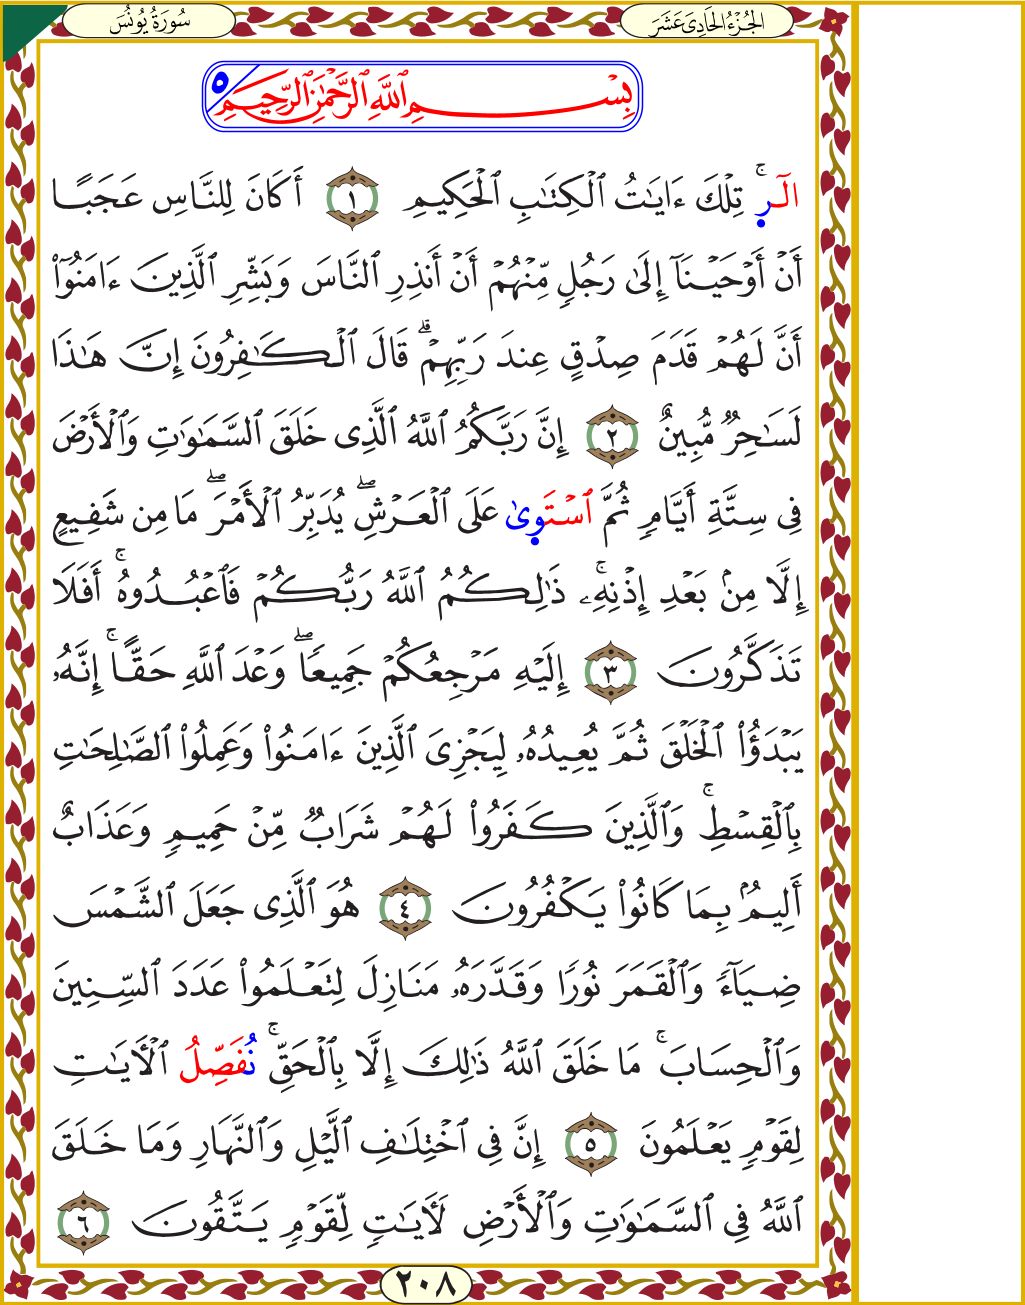 الجُزْءُ الحَادِى عَشَرَ
سُورَةُ يُونُسَ
بِسْمِ ٱللَّهِ ٱلرَّحْمَٰنِ ٱلرَّحِيمِ ٥
الٓرۚ تِلۡكَ ءَايَٰتُ ٱلۡكِتَٰبِ ٱلۡحَكِيمِ ١ أَكَانَ لِلنَّاسِ عَجَبًا
أَنۡ أَوۡحَيۡنَآ إِلَىٰ رَجُلٖ مِّنۡهُمۡ أَنۡ أَنذِرِ ٱلنَّاسَ وَبَشِّرِ ٱلَّذِينَ ءَامَنُوٓاْ
أَنَّ لَهُمۡ قَدَمَ صِدۡقٍ عِندَ رَبِّهِمۡۗ قَالَ ٱلۡكَٰفِرُونَ إِنَّ هَٰذَا
لَسَٰحِرٞ مُّبِينٌ ٢ إِنَّ رَبَّكُمُ ٱللَّهُ ٱلَّذِى خَلَقَ ٱلسَّمَٰوَٰتِ وَٱلۡأَرۡضَ
فِى سِتَّةِ أَيَّامٖ ثُمَّ ٱسۡتَوَىٰ عَلَى ٱلۡعَرۡشِۖ يُدَبِّرُ ٱلۡأَمۡرَۖ مَا مِن شَفِيعٍ
إِلَّا مِنۢ بَعۡدِ إِذۡنِهِۦۚ ذَٰلِكُمُ ٱللَّهُ رَبُّكُمۡ فَٱعۡبُدُوهُۚ أَفَلَا
تَذَكَّرُونَ ٣ إِلَيۡهِ مَرۡجِعُكُمۡ جَمِيعٗاۖ وَعۡدَ ٱللَّهِ حَقًّاۚ إِنَّهُۥ
يَبۡدَؤُاْ ٱلۡخَلۡقَ ثُمَّ يُعِيدُهُۥ لِيَجۡزِىَ ٱلَّذِينَ ءَامَنُواْ وَعَمِلُواْ ٱلصَّٰلِحَٰتِ
بِٱلۡقِسۡطِۚ وَٱلَّذِينَ كَفَرُواْ لَهُمۡ شَرَابٞ مِّنۡ حَمِيمٖ وَعَذَابٌ
أَلِيمُۢ بِمَا كَانُواْ يَكۡفُرُونَ ٤ هُوَ ٱلَّذِى جَعَلَ ٱلشَّمۡسَ
ضِيَآءٗ وَٱلۡقَمَرَ نُورٗا وَقَدَّرَهُۥ مَنَازِلَ لِتَعۡلَمُواْ عَدَدَ ٱلسِّنِينَ
وَٱلۡحِسَابَۚ مَا خَلَقَ ٱللَّهُ ذَٰلِكَ إِلَّا بِٱلۡحَقِّۚ نُفَصِّلُ ٱلۡأٓيَٰتِ
لِقَوۡمٖ يَعۡلَمُونَ ٥ إِنَّ فِى ٱخۡتِلَٰفِ ٱلَّيۡلِ وَٱلنَّهَارِ وَمَا خَلَقَ
ٱللَّهُ فِى ٱلسَّمَٰوَٰتِ وَٱلۡأَرۡضِ لَأٓيَٰتٖ لِّقَوۡمٖ يَتَّقُونَ ٦
٢٠٨